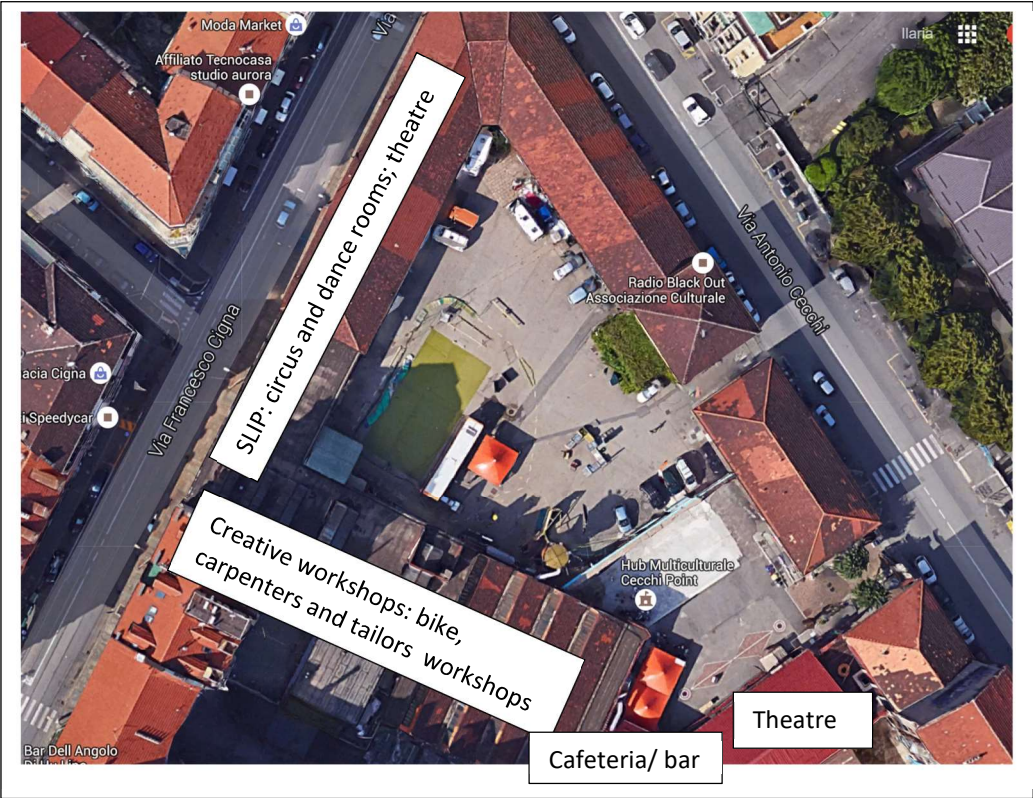 Moda Market
Via
Ilaria
Affiliato Tecnocasa
studio aurora
SLIP: circus and dance rooms; theatre
Via Antonio Cecchi
Radio Black Out
Associazione Culturale
Via Francesco Cigna
acia Cigna
i Speedycar
Creative workshops: bike,
carpenters and tailors workshops
Hub Multiculturale
Cecchi Point
Theatre
Bar Dell Angolo
Cafeteria/ bar